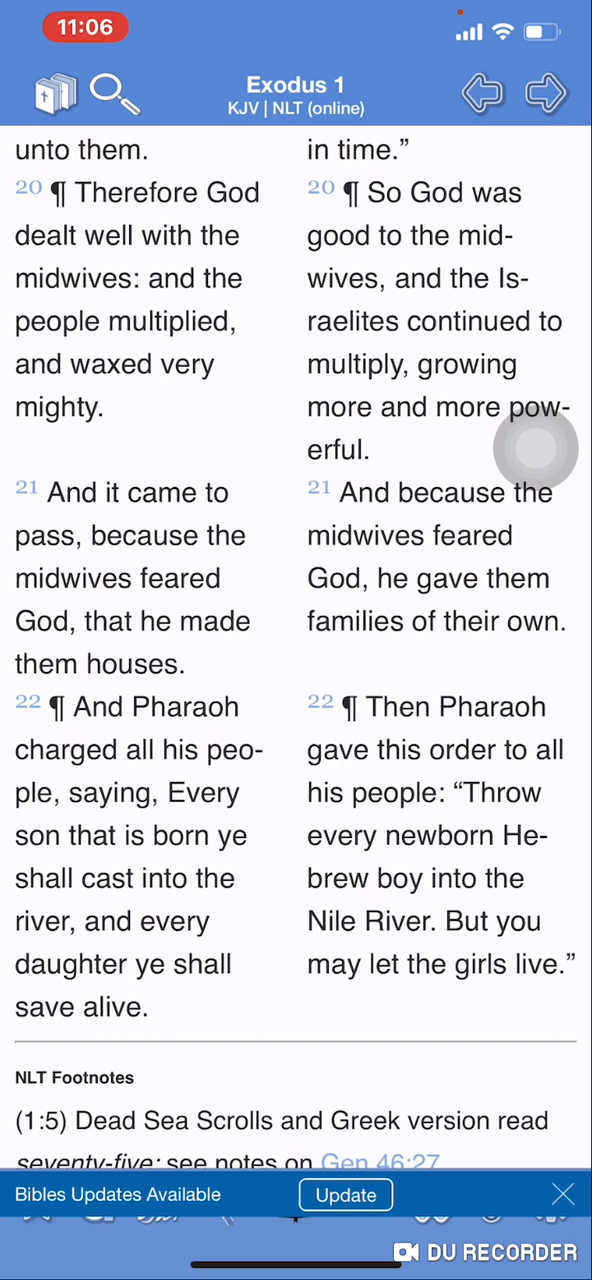 11:06
Exodus 1
KJV | NLT (online)
unto them.
20 ¶ Therefore God
dealt well with the
midwives: and the
people multiplied,
and waxed very
mighty.
21 And it came to
pass, because the
midwives feared
God, that he made
them houses.
22 ¶ And Pharaoh
charged all his peo-
ple, saying, Every
son that is born ye
shall cast into the
river, and every
daughter ye shall
save alive.
in time.”
20 ¶ So God was
good to the mid-
wives, and the Is-
raelites continued to
multiply, growing
more and more pow-
erful.
21 And because the
midwives feared
God, he gave them
families of their own.
22 ¶ Then Pharaoh
gave this order to all
his people: “Throw
every newborn He-
brew boy into the
Nile River. But you
may let the girls live.”
NLT Footnotes
(1:5) Dead Sea Scrolls and Greek version read
seventy-five; see notes on Gen 46:27
Bibles Updates Available
Update
DU RECORDER